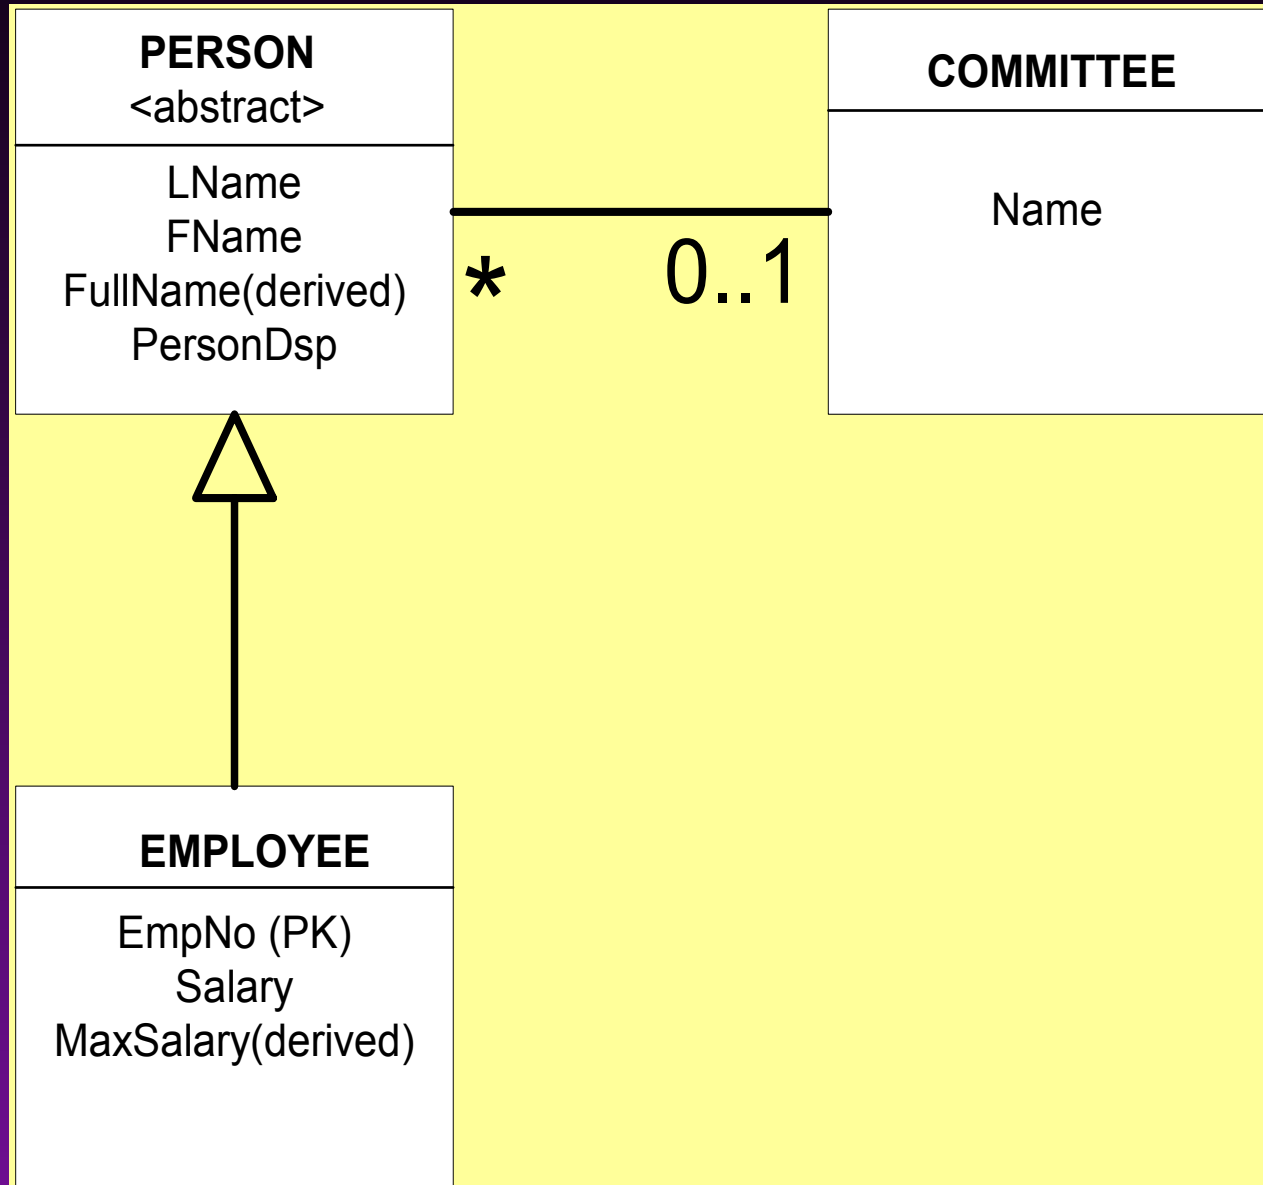 PERSON
<abstract>
LName
FName
FullName(derived)
PersonDsp
*
0..1
COMMITTEE
Name
EMPLOYEE
EmpNo (PK)
Salary
MaxSalary(derived)